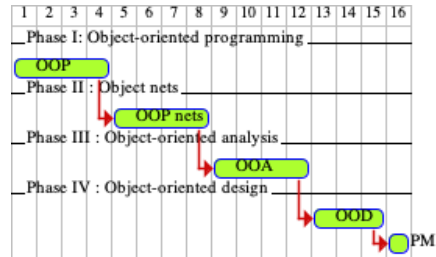 1 2 3 4 5 6 7 8 9 10 11 12 13 14 15 16
Phase I: Object-oriented programming
OOP
Phase II : Object nets
OOP nets
Phase III : Object-oriented analysis
OOA
Phase IV : Object-oriented design
OOD
PM